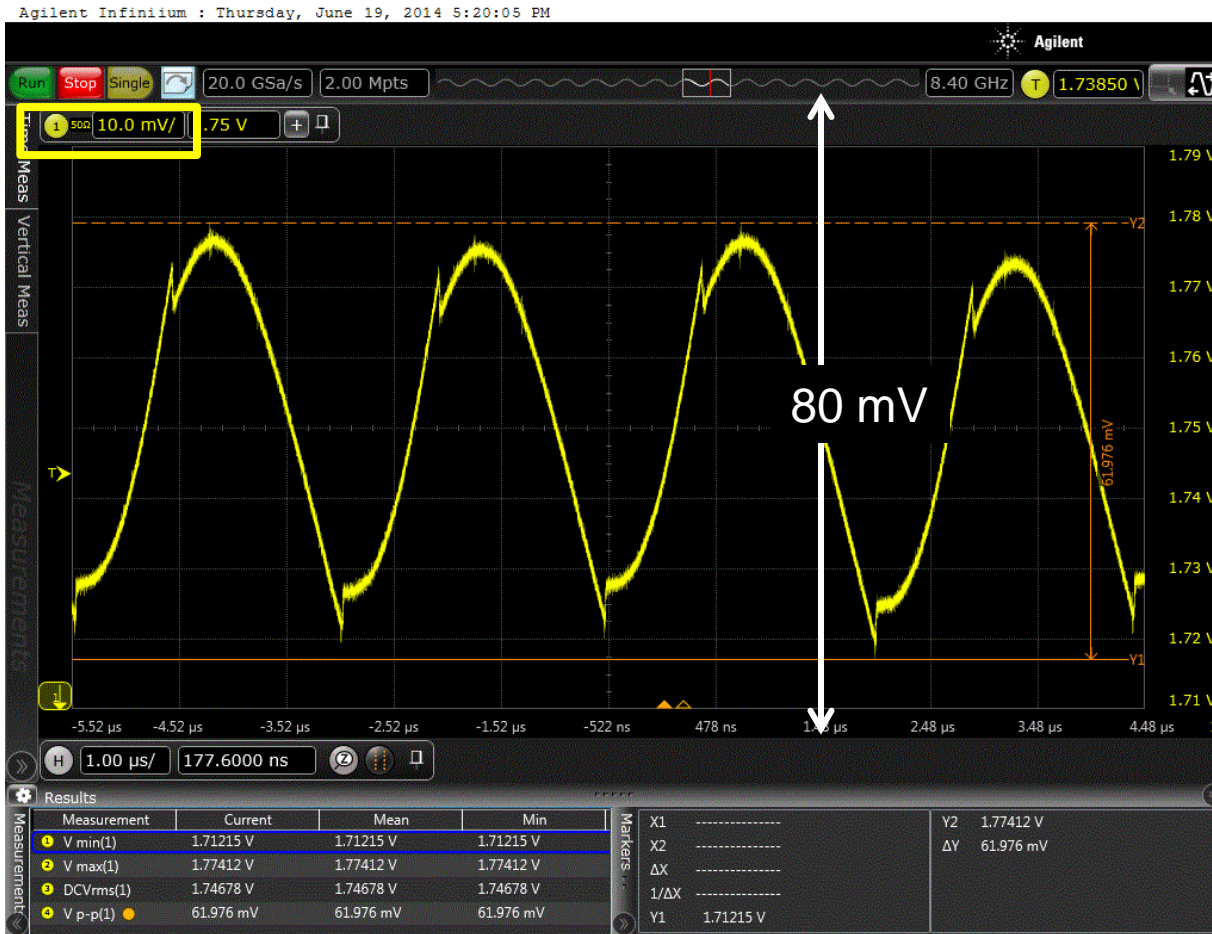 Agilent Infiniium : Thursday, June 19, 2014 5:20:05 PM
Agilent
Run Stop Single 20.0 GSa/s 2.00 Mpts 8.40 GHz T 1.73850 V
1 50Ω 10.0 mV/ .75 V +
Meas
Vertical Meas
Measurements
1.79 V
1.78 V
Y2
1.77 V
1.76 V
80 mV
1.75 V
61.976 mV
T
1.74 V
1.73 V
1.72 V
Y1
1
1.71 V
-5.52 µs -4.52 µs -3.52 µs -2.52 µs -1.52 µs -522 ns 478 ns 2.48 µs 3.48 µs 4.48 µs
H 1.00 µs/ 177.6000 ns Z
Results
Measurement Current Mean Min
1 V min(1) 1.71215 V 1.71215 V 1.71215 V
2 V max(1) 1.77412 V 1.77412 V 1.77412 V
3 DCVrms(1) 1.74678 V 1.74678 V 1.74678 V
4 V p-p(1) 61.976 mV 61.976 mV 61.976 mV
Measurement
Markers
X1 ---------------
X2 ---------------
ΔX ---------------
1/ΔX ---------------
Y1 1.71215 V
Y2 1.77412 V
ΔY 61.976 mV